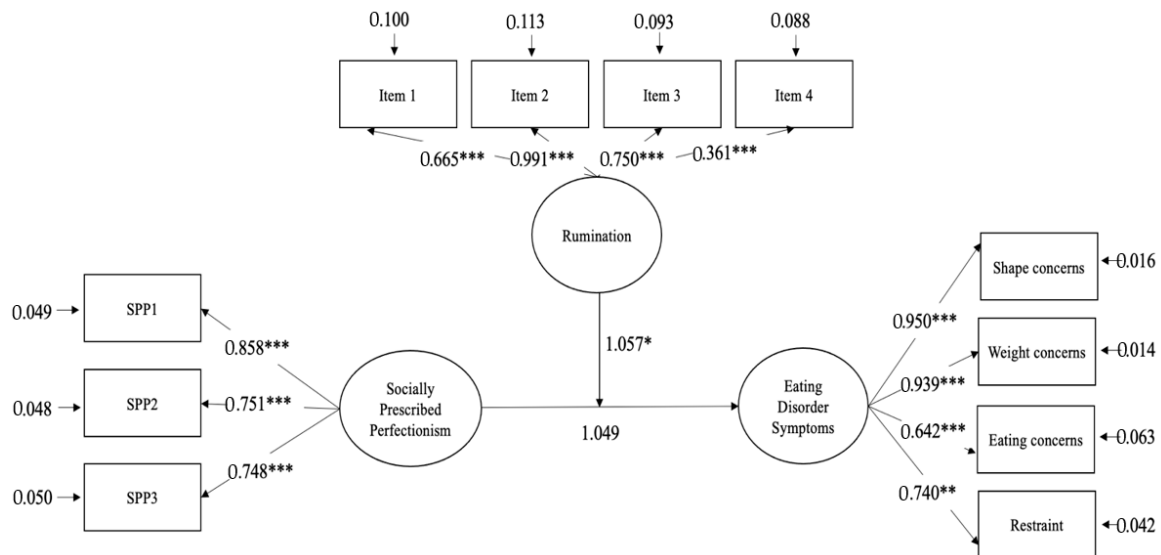 0.100 0.113 0.093 0.088
Item 1 Item 2 Item 3 Item 4
0.665*** 0.991*** 0.750*** 0.361***
Rumination
Shape concerns 0.016
0.049 SPP1
0.950***
1.057*
0.858***
Weight concerns 0.014
0.939***
0.048 SPP2 0.751***
Socially
Prescribed
Perfectionism
Eating
Disorder
Symptoms
1.049
0.642***
Eating concerns 0.063
0.748***
0.050 SPP3
0.740**
Restraint 0.042